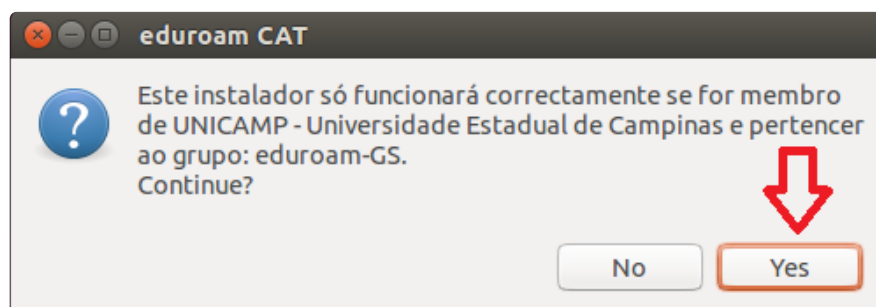 eduroam CAT
Este instalador só funcionará correctamente se for membro
de UNICAMP - Universidade Estadual de Campinas e pertencer
ao grupo: eduroam-GS.
Continue?
No
Yes